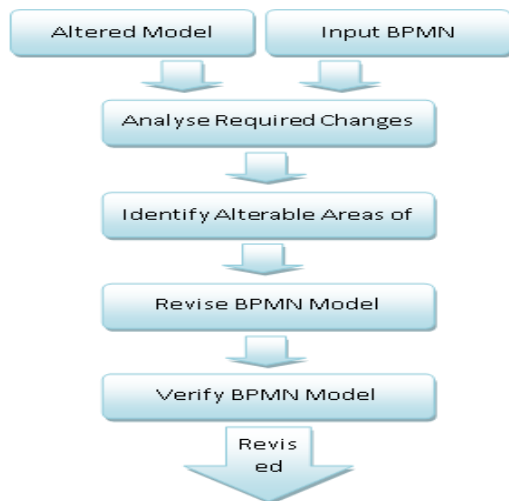 Altered Model
Input BPMN
Analyse Required Changes
Identify Alterable Areas of
Revise BPMN Model
Verify BPMN Model
Revis
ed